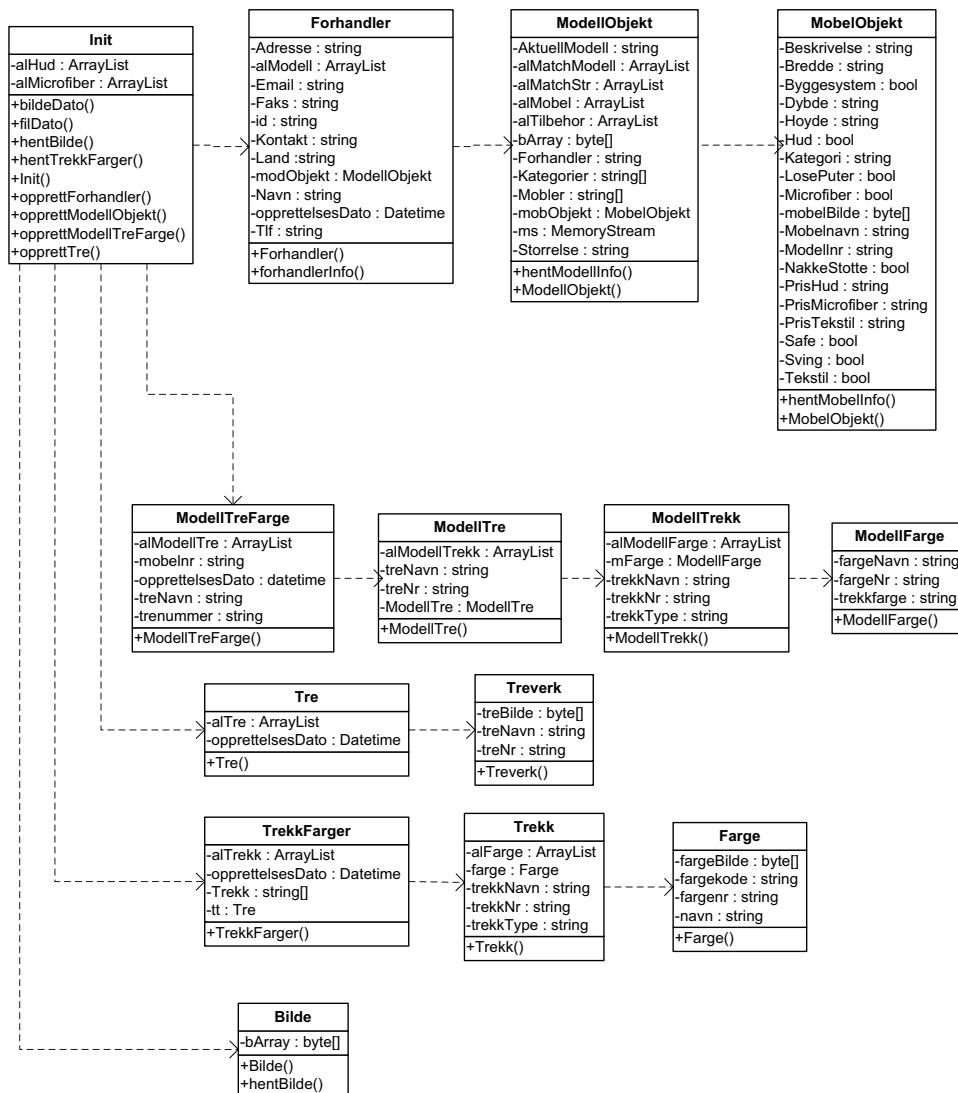 Init
-alHud : ArrayList
-alMicrofiber : ArrayList
+bildeDato()
+filDato()
+hentBilde()
+hentTrekkFarger()
+Init()
+opprettForhandler()
+opprettModellObjekt()
+opprettModellTreFarge()
+opprettTre()
Forhandler
-Adresse : string
-alModell : ArrayList
-Email : string
-Faks : string
-id : string
-Kontakt : string
-Land :string
-modObjekt : ModellObjekt
-Navn : string
-opprettelsesDato : Datetime
-Tlf : string
+Forhandler()
+forhandlerInfo()
ModellObjekt
-AktuellModell : string
-alMatchModell : ArrayList
-alMatchStr : ArrayList
-alMobel : ArrayList
-alTilbehor : ArrayList
-bArray : byte[]
-Forhandler : string
-Kategorier : string[]
-Mobler : string[]
-mobObjekt : MobelObjekt
-ms : MemoryStream
-Storrelse : string
+hentModellInfo()
+ModellObjekt()
MobelObjekt
-Beskrivelse : string
-Bredde : string
-Byggesystem : bool
-Dybde : string
-Hoyde : string
-Hud : bool
-Kategori : string
-LosePuter : bool
-Microfiber : bool
-mobelBilde : byte[]
-Mobelnavn : string
-Modellnr : string
-NakkeStotte : bool
-PrisHud : string
-PrisMicrofiber : string
-PrisTekstil : string
-Safe : bool
-Sving : bool
-Tekstil : bool
+hentMobelInfo()
+MobelObjekt()
ModellTreFarge
-alModellTre : ArrayList
-mobelnr : string
-opprettelsesDato : datetime
-treNavn : string
-trenummer : string
+ModellTreFarge()
ModellTre
-alModellTrekk : ArrayList
-treNavn : string
-treNr : string
-ModellTre : ModellTre
+ModellTre()
ModellTrekk
-alModellFarge : ArrayList
-mFarge : ModellFarge
-trekkNavn : string
-trekkNr : string
-trekkType : string
+ModellTrekk()
ModellFarge
-fargeNavn : string
-fargeNr : string
-trekkfarge : string
+ModellFarge()
Tre
-alTre : ArrayList
-opprettelsesDato : Datetime
+Tre()
Treverk
-treBilde : byte[]
-treNavn : string
-treNr : string
+Treverk()
TrekkFarger
-alTrekk : ArrayList
-opprettelsesDato : Datetime
-Trekk : string[]
-tt : Tre
+TrekkFarger()
Trekk
-alFarge : ArrayList
-farge : Farge
-trekkNavn : string
-trekkNr : string
-trekkType : string
+Trekk()
Farge
-fargeBilde : byte[]
-fargekode : string
-fargenr : string
-navn : string
+Farge()
Bilde
-bArray : byte[]
+Bilde()
+hentBilde()